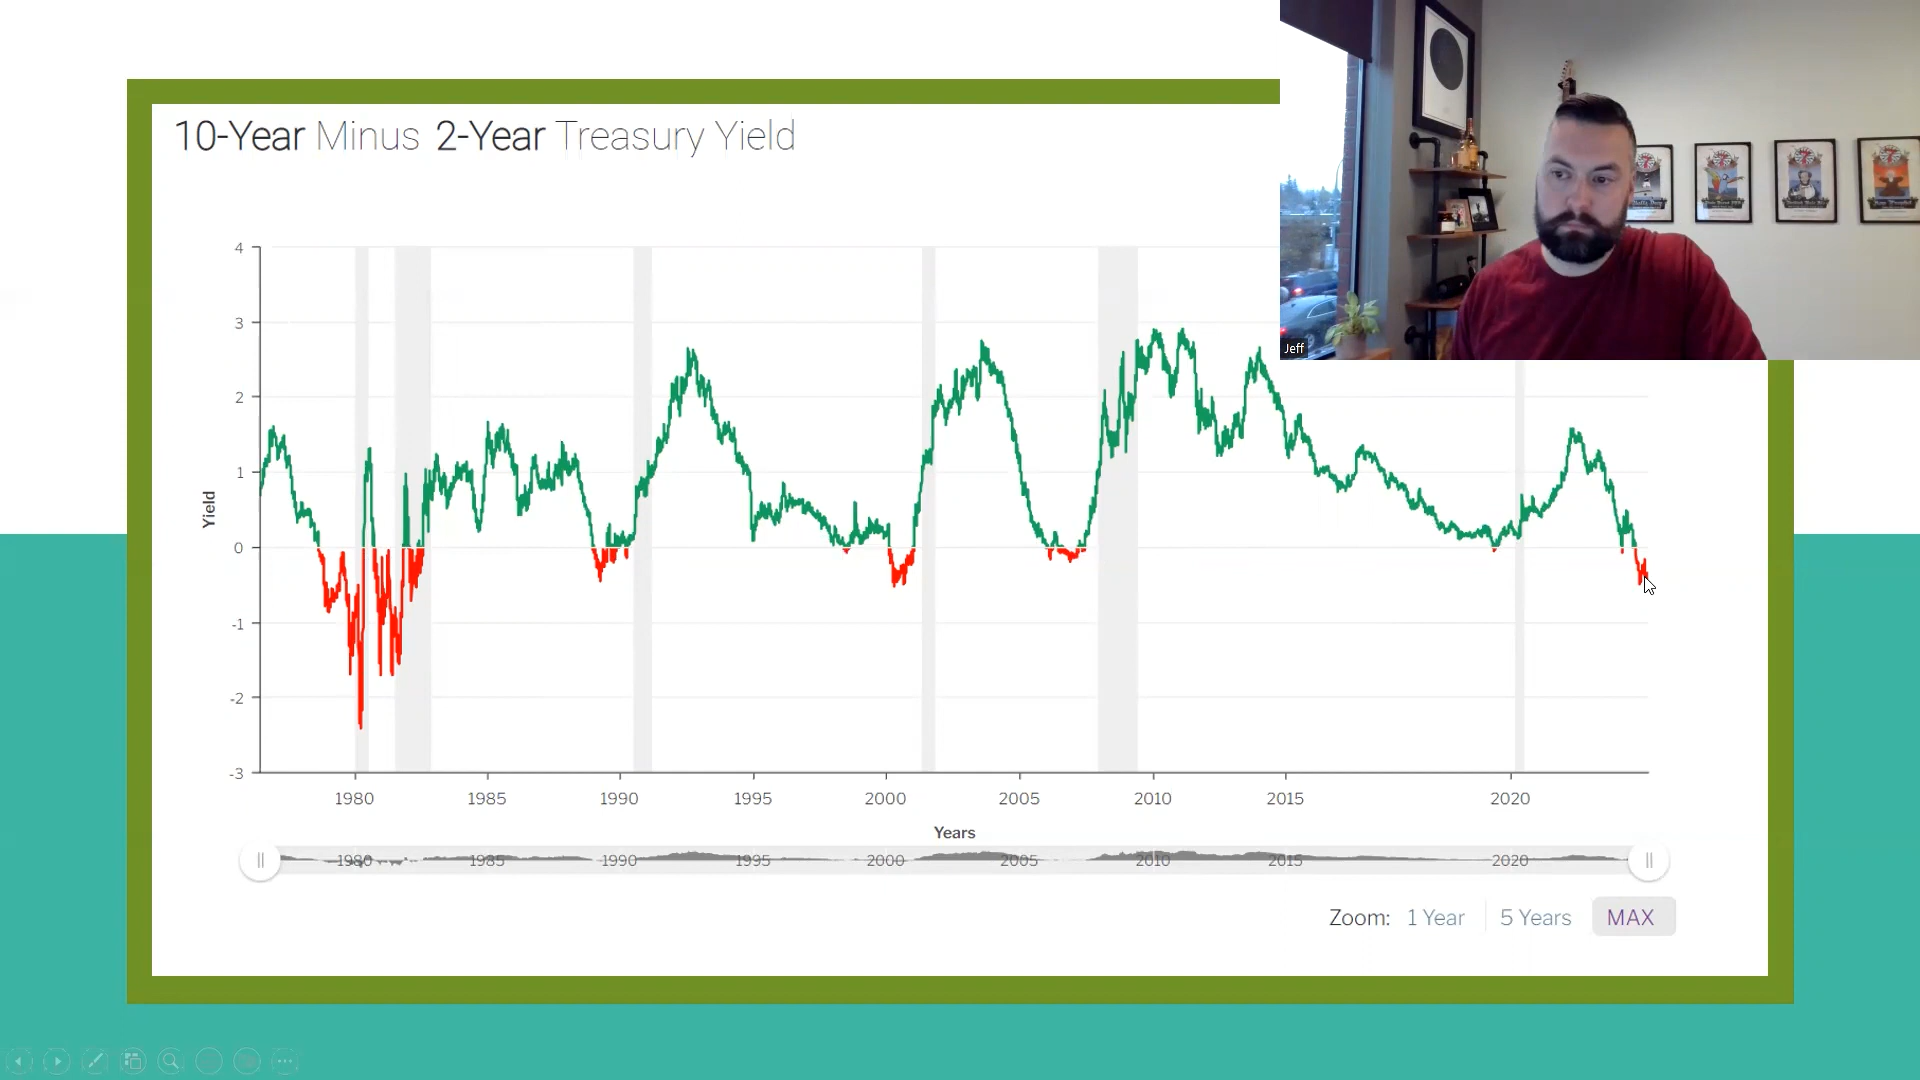 10-Year Minus 2-Year Treasury Yield
Jeff
4
3
2
1
0
-1
-2
-3
Yield
1980 1985 1990 1995 2000 2005 2010 2015 2020
Years
1980 1985 1990 1995 2000 2005 2010 2015 2020
Zoom: 1 Year 5 Years MAX